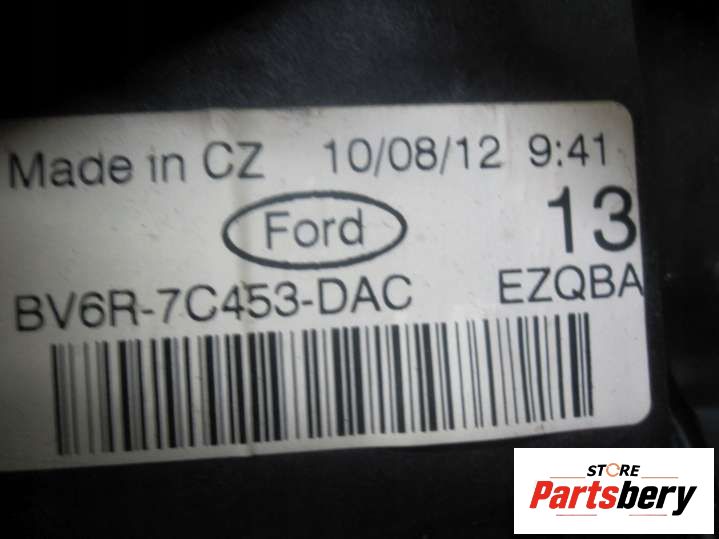 Made in CZ 10/08/12 9:41
Ford 13
BV6R-7C453-DAC EZQBA
STORE
Partsbery